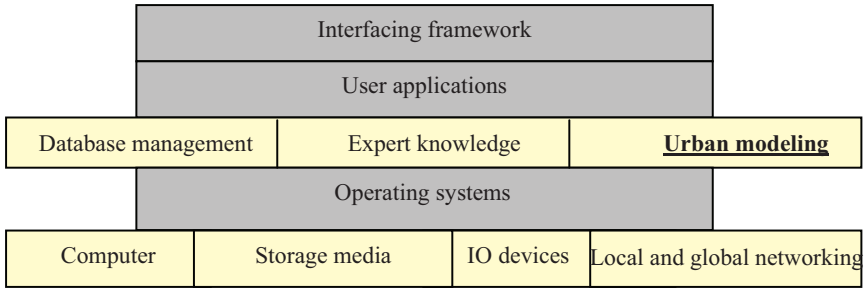 Interfacing framework
User applications
Database management Expert knowledge Urban modeling
Operating systems
Computer Storage media IO devices Local and global networking